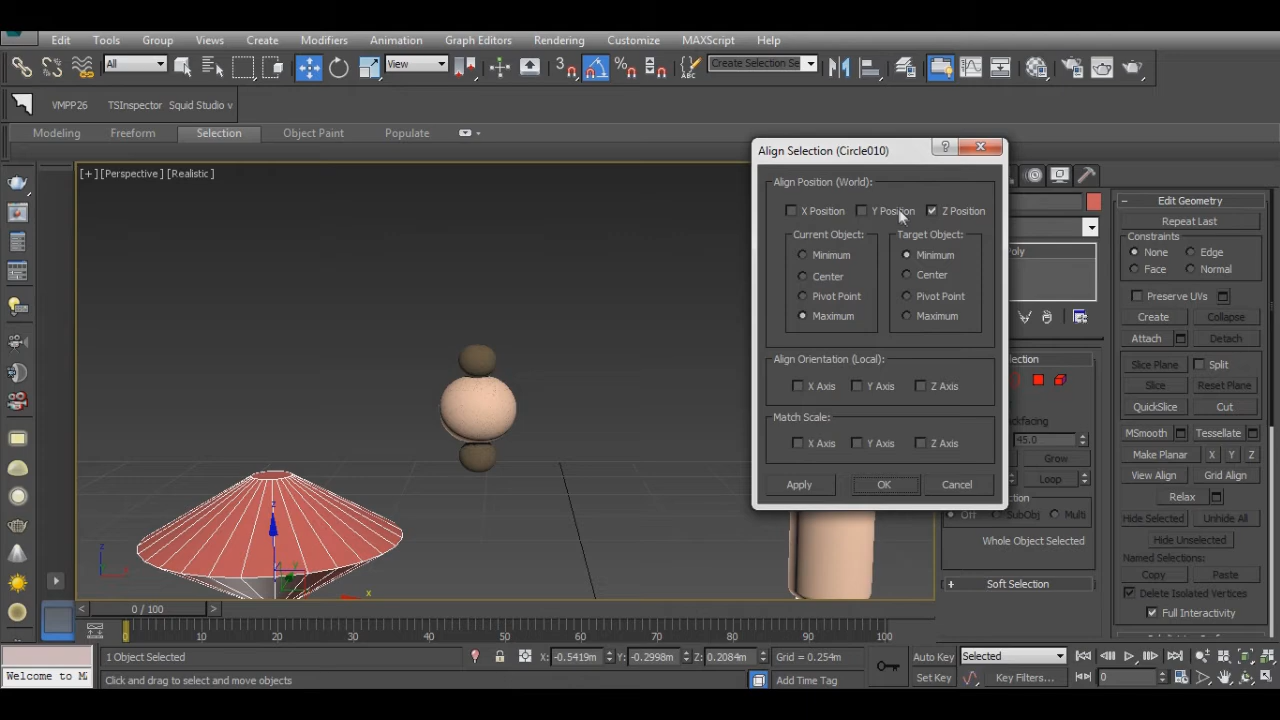 Edit Tools Group Views Create Modifiers Animation Graph Editors Rendering Customize MAXScript Help
All View 3 % ABC Create Selection Se
VMPP26 TSInspector Squid Studio v
Modeling Freeform Selection Object Paint Populate
[+] [Perspective] [Realistic]
Align Selection (Circle010) ?
Align Position (World):
X Position Y Position Z Position
Current Object: Target Object:
Minimum Minimum
Center Center
Pivot Point Pivot Point
Maximum Maximum
Align Orientation (Local):
X Axis Y Axis Z Axis
Match Scale:
X Axis Y Axis Z Axis
Apply OK Cancel
Edit Geometry
Repeat Last
Constraints
None Edge
Face Normal
Preserve UVs
Create Collapse
Attach Detach
Slice Plane Split
Slice Reset Plane
QuickSlice Cut
MSmooth Tessellate
Make Planar X Y Z
View Align Grid Align
Relax
Hide Selected Unhide All
Hide Unselected
Named Selections:
Copy Paste
Delete Isolated Vertices
Full Interactivity
45.0
Grow
Loop
Off SubObj Multi
Whole Object Selected
Soft Selection
z
x
0 / 100
0 10 20 30 40 50 60 70 80 90 100
1 Object Selected X: -0.5419m Y: -0.2998m Z: 0.2084m Grid = 0.254m Auto Key Selected
Welcome to M Click and drag to select and move objects Add Time Tag Set Key Key Filters... 0